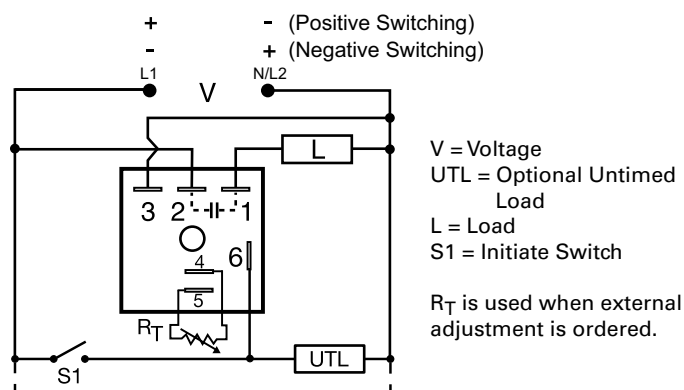 + - (Positive Switching)
- + (Negative Switching)
L1 V N/L2
L
3 2 1
6
4
5
RT
S1
UTL
V = Voltage
UTL = Optional Untimed
Load
L = Load
S1 = Initiate Switch
RT is used when external
adjustment is ordered.